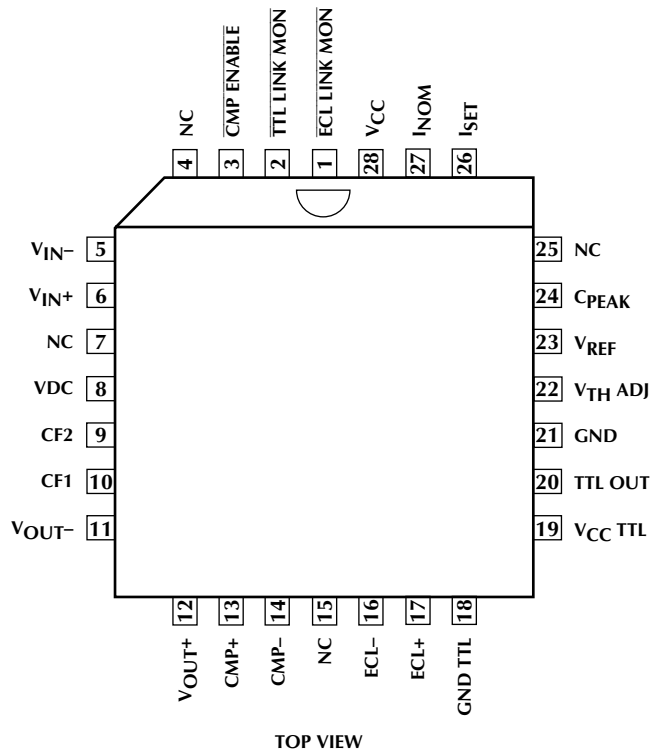 NC
CMP ENABLE
TTL LINK MON
ECL LINK MON
VCC
INOM
ISET
4
3
2
1
28
27
26
VIN– 5
VIN+ 6
NC 7
VDC 8
CF2 9
CF1 10
VOUT– 11
25 NC
24 CPEAK
23 VREF
22 VTH ADJ
21 GND
20 TTL OUT
19 VCC TTL
12
13
14
15
16
17
18
VOUT+
CMP+
CMP–
NC
ECL–
ECL+
GND TTL
TOP VIEW